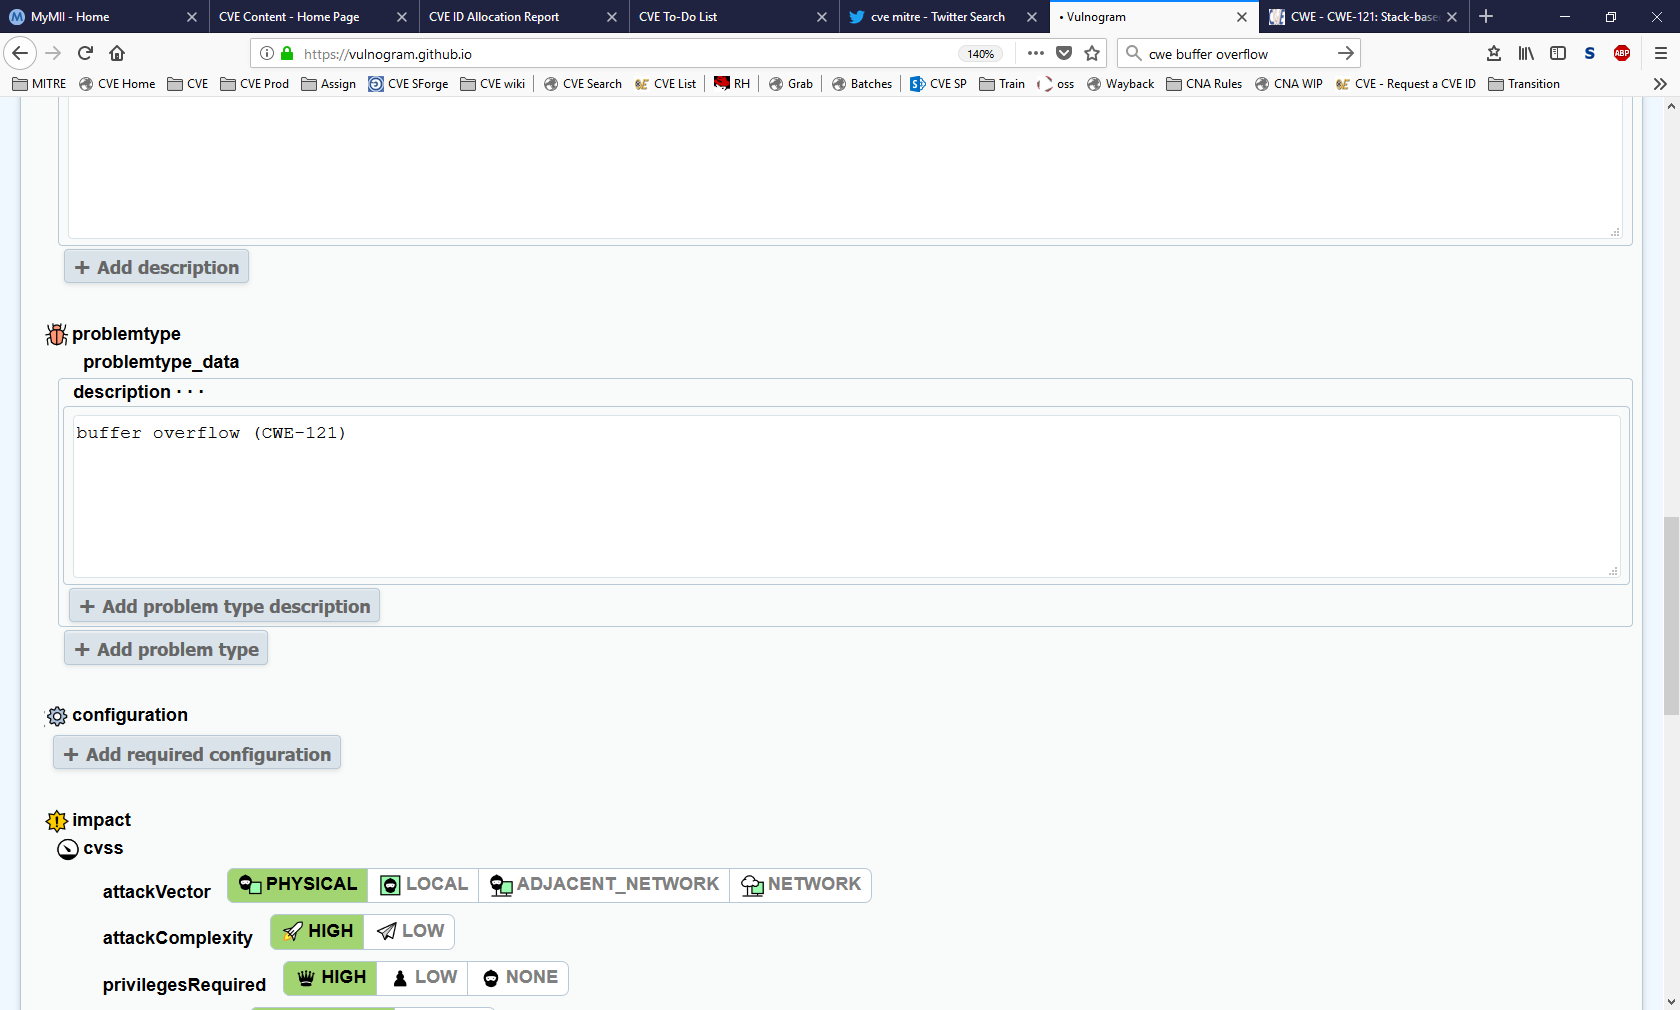 MyMII - Home
CVE Content - Home Page
CVE ID Allocation Report
CVE To-Do List
cve mitre - Twitter Search
• Vulnogram
CWE - CWE-121: Stack-base
https://vulnogram.github.io
140%
cwe buffer overflow
S
ABP
MITRE
CVE Home
CVE
CVE Prod
Assign
CVE SForge
CVE wiki
CVE Search
CVE List
RH
Grab
Batches
CVE SP
Train
oss
Wayback
CNA Rules
CNA WIP
CVE - Request a CVE ID
Transition
+ Add description
problemtype
problemtype_data
description · · ·
buffer overflow (CWE-121)
+ Add problem type description
+ Add problem type
configuration
+ Add required configuration
impact
cvss
attackVector PHYSICAL LOCAL ADJACENT_NETWORK NETWORK
attackComplexity HIGH LOW
privilegesRequired HIGH LOW NONE